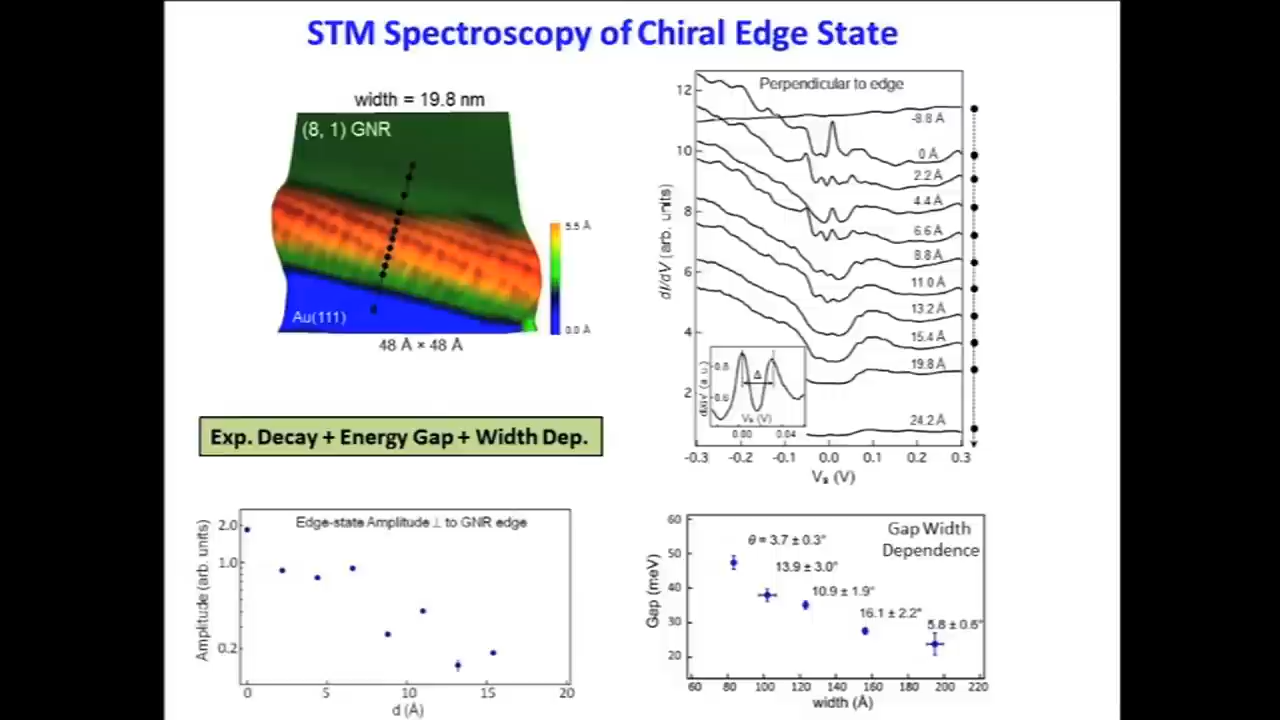 STM Spectroscopy of Chiral Edge State
width = 19.8 nm
(8, 1) GNR
Au(111)
5.5 Å
0.0 Å
48 Å × 48 Å
Exp. Decay + Energy Gap + Width Dep.
Perpendicular to edge
dI/dV (arb. units)
12
10
8
6
4
2
-8.8 Å
0 Å
2.2 Å
4.4 Å
6.6 Å
8.8 Å
11.0 Å
13.2 Å
15.4 Å
19.8 Å
24.2 Å
0.8
0.6
Δ
dI/dV (a.u.)
Vs (V)
0.00 0.04
-0.3 -0.2 -0.1 0.0 0.1 0.2 0.3
Vs (V)
Edge-state Amplitude ⊥ to GNR edge
Amplitude (arb. units)
2.0
1.0
0.2
0 5 10 15 20
d (Å)
Gap Width
Dependence
Gap (meV)
60
50
40
30
20
θ = 3.7 ± 0.3°
13.9 ± 3.0°
10.9 ± 1.9°
16.1 ± 2.2°
5.8 ± 0.6°
60 80 100 120 140 160 180 200 220
width (Å)